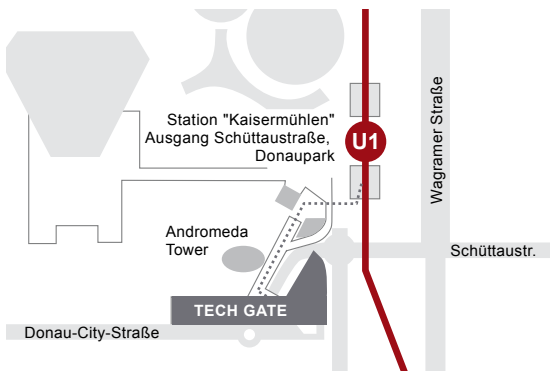 Station "Kaisermühlen"
Ausgang Schüttaustraße,
Donaupark
U1
Wagramer Straße
Andromeda
Tower
Schüttaustr.
TECH GATE
Donau-City-Straße